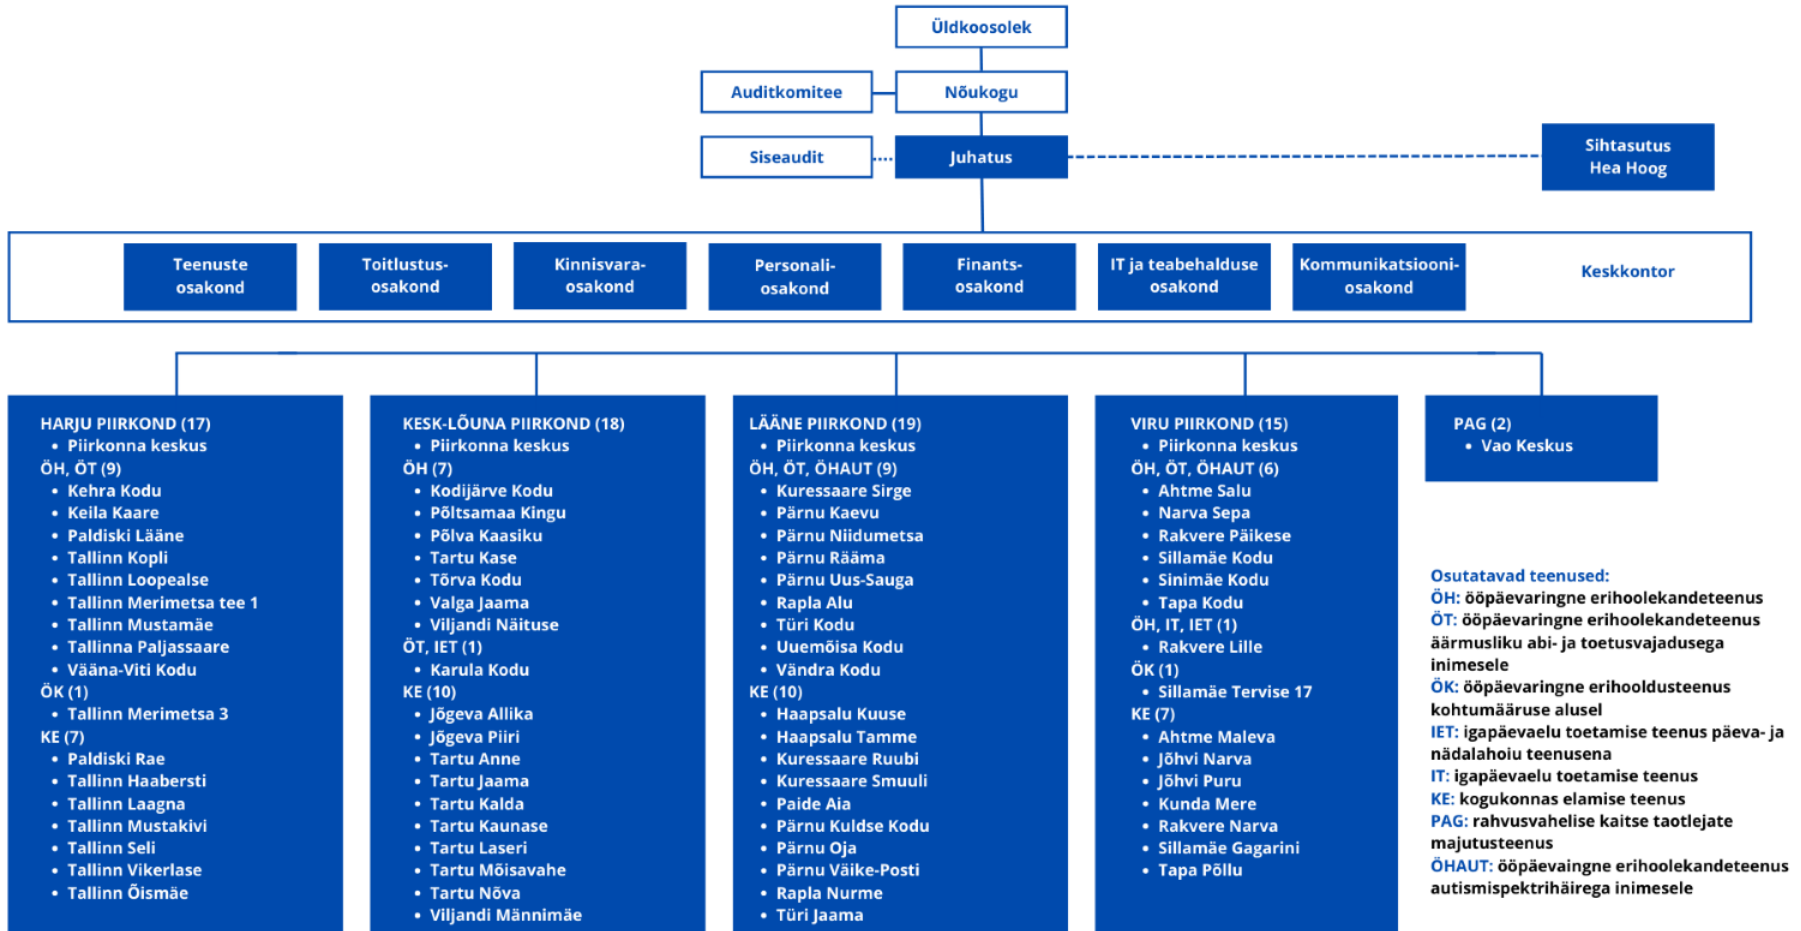 Üldkoosolek
Auditkomitee
Nõukogu
Siseaudit
Juhatus
Sihtasutus
Hea Hoog
Teenuste
osakond
Toitlustus-
osakond
Kinnisvara-
osakond
Personali-
osakond
Finants-
osakond
IT ja teabehalduse
osakond
Kommunikatsiooni-
osakond
Keskkontor
HARJU PIIRKOND (17)
• Piirkonna keskus
ÖH, ÖT (9)
• Kehra Kodu
• Keila Kaare
• Paldiski Lääne
• Tallinn Kopli
• Tallinn Loopealse
• Tallinn Merimetsa tee 1
• Tallinn Mustamäe
• Tallinna Paljassaare
• Vääna-Viti Kodu
ÖK (1)
• Tallinn Merimetsa 3
KE (7)
• Paldiski Rae
• Tallinn Haabersti
• Tallinn Laagna
• Tallinn Mustakivi
• Tallinn Seli
• Tallinn Vikerlase
• Tallinn Õismäe
KESK-LÕUNA PIIRKOND (18)
• Piirkonna keskus
ÖH (7)
• Kodijärve Kodu
• Põltsamaa Kingu
• Põlva Kaasiku
• Tartu Kase
• Tõrva Kodu
• Valga Jaama
• Viljandi Näituse
ÖT, IET (1)
• Karula Kodu
KE (10)
• Jõgeva Allika
• Jõgeva Piiri
• Tartu Anne
• Tartu Jaama
• Tartu Kalda
• Tartu Kaunase
• Tartu Laseri
• Tartu Mõisavahe
• Tartu Nõva
• Viljandi Männimäe
LÄÄNE PIIRKOND (19)
• Piirkonna keskus
ÖH, ÖT, ÖHAUT (9)
• Kuressaare Sirge
• Pärnu Kaevu
• Pärnu Niidumetsa
• Pärnu Rääma
• Pärnu Uus-Sauga
• Rapla Alu
• Türi Kodu
• Uuemõisa Kodu
• Vändra Kodu
KE (10)
• Haapsalu Kuuse
• Haapsalu Tamme
• Kuressaare Ruubi
• Kuressaare Smuuli
• Paide Aia
• Pärnu Kuldse Kodu
• Pärnu Oja
• Pärnu Väike-Posti
• Rapla Nurme
• Türi Jaama
VIRU PIIRKOND (15)
• Piirkonna keskus
ÖH, ÖT, ÖHAUT (6)
• Ahtme Salu
• Narva Sepa
• Rakvere Päikese
• Sillamäe Kodu
• Sinimäe Kodu
• Tapa Kodu
ÖH, IT, IET (1)
• Rakvere Lille
ÖK (1)
• Sillamäe Tervise 17
KE (7)
• Ahtme Maleva
• Jõhvi Narva
• Jõhvi Puru
• Kunda Mere
• Rakvere Narva
• Sillamäe Gagarini
• Tapa Põllu
PAG (2)
• Vao Keskus
Osutatavad teenused:
ÖH: ööpäevaringne erihoolekandeteenus
ÖT: ööpäevaringne erihoolekandeteenus
äärmusliku abi- ja toetusvajadusega
inimesele
ÖK: ööpäevaringne erihooldusteenus
kohtumääruse alusel
IET: igapäevaelu toetamise teenus päeva- ja
nädalahoiu teenusena
IT: igapäevaelu toetamise teenus
KE: kogukonnas elamise teenus
PAG: rahvusvahelise kaitse taotlejate
majutusteenus
ÖHAUT: ööpäevaingne erihoolekandeteenus
autismispektrihäirega inimesele